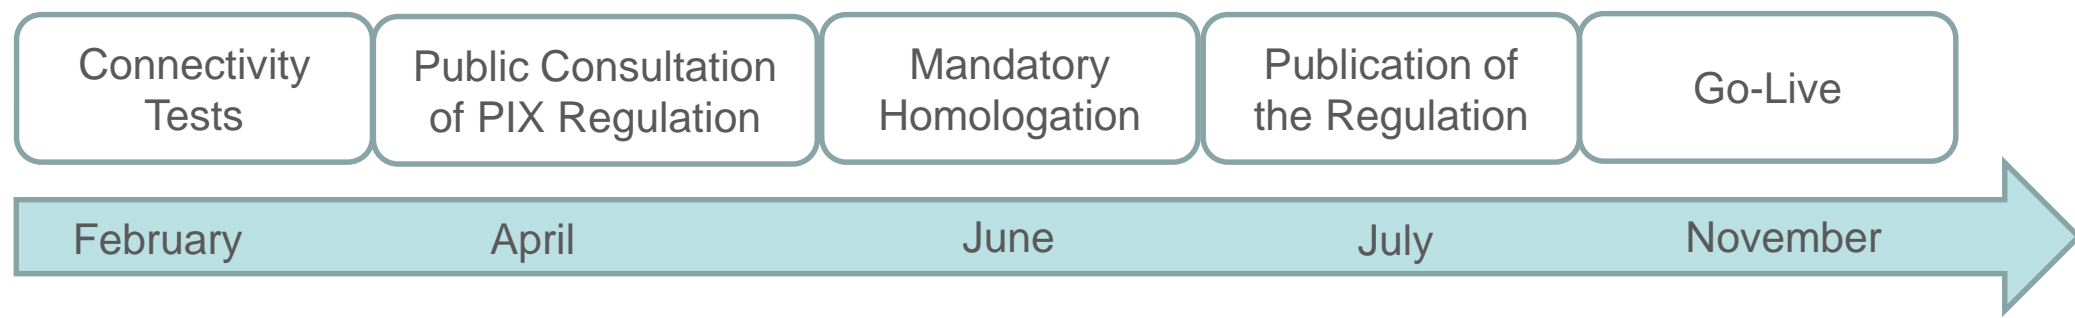 Connectivity
Tests
Public Consultation
of PIX Regulation
Mandatory
Homologation
Publication of
the Regulation
Go-Live
February
April
June
July
November